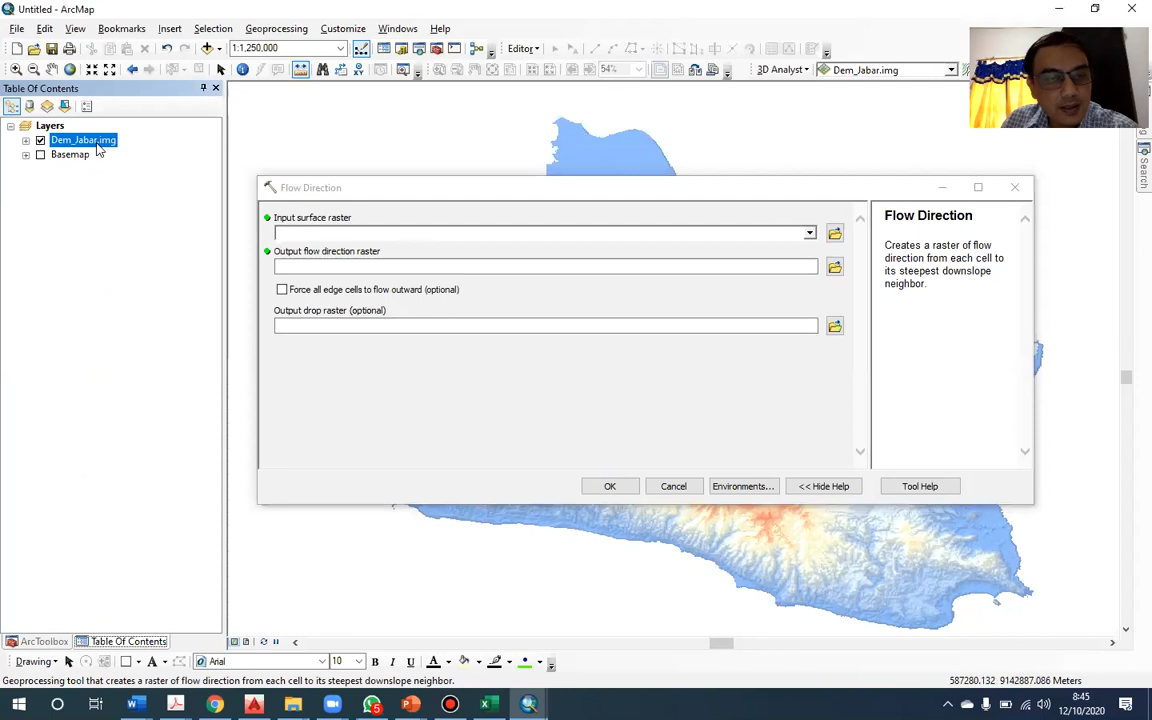 Untitled - ArcMap
File Edit View Bookmarks Insert Selection Geoprocessing Customize Windows Help
1:1,250,000 Editor
54% 3D Analyst Dem_Jabar.img
Table Of Contents
Layers
Dem_Jabar.img
Basemap
Search
Flow Direction
Input surface raster
Output flow direction raster
Force all edge cells to flow outward (optional)
Output drop raster (optional)
OK Cancel Environments... << Hide Help Tool Help
Flow Direction
Creates a raster of flow
direction from each cell to
its steepest downslope
neighbor.
ArcToolbox Table Of Contents
Drawing A Arial 10 B I U A
Geoprocessing tool that creates a raster of flow direction from each cell to its steepest downslope neighbor. 587280.132 9142887.086 Meters
5
8:45
12/10/2020